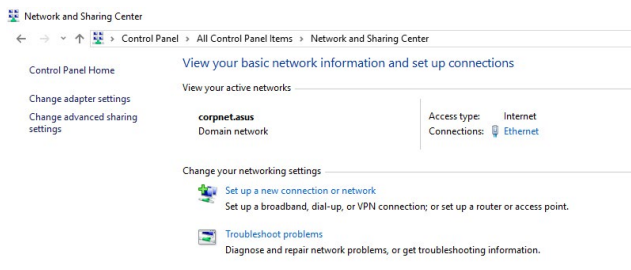 Network and Sharing Center
Control Panel > All Control Panel Items > Network and Sharing Center
Control Panel Home
Change adapter settings
Change advanced sharing
settings
View your basic network information and set up connections
View your active networks
corpnet.asus
Domain network
Access type: Internet
Connections: Ethernet
Change your networking settings
Set up a new connection or network
Set up a broadband, dial-up, or VPN connection; or set up a router or access point.
Troubleshoot problems
Diagnose and repair network problems, or get troubleshooting information.